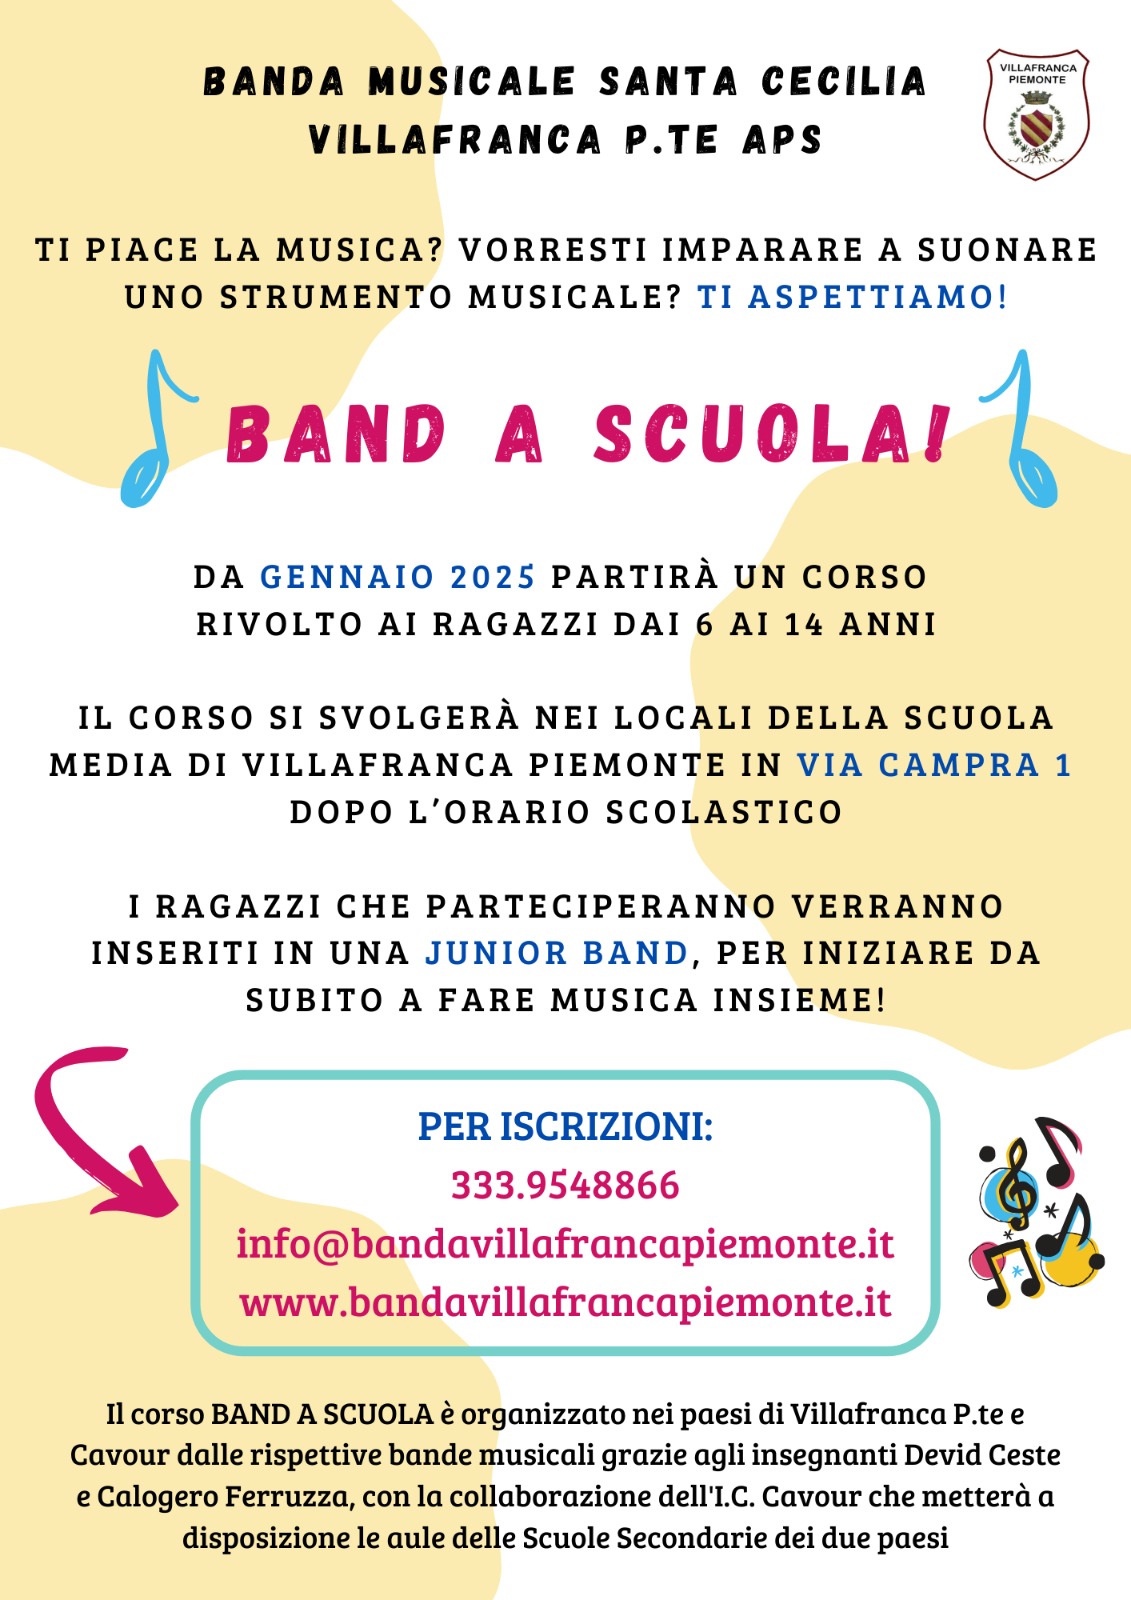 BANDA MUSICALE SANTA CECILIA
VILLAFRANCA P.TE APS
VILLAFRANCA
PIEMONTE
TI PIACE LA MUSICA? VORRESTI IMPARARE A SUONARE
UNO STRUMENTO MUSICALE? TI ASPETTIAMO!
BAND A SCUOLA!
DA GENNAIO 2025 PARTIRÀ UN CORSO
RIVOLTO AI RAGAZZI DAI 6 AI 14 ANNI
IL CORSO SI SVOLGERÀ NEI LOCALI DELLA SCUOLA
MEDIA DI VILLAFRANCA PIEMONTE IN VIA CAMPRA 1
DOPO L'ORARIO SCOLASTICO
I RAGAZZI CHE PARTECIPERANNO VERRANNO
INSERITI IN UNA JUNIOR BAND, PER INIZIARE DA
SUBITO A FARE MUSICA INSIEME!
PER ISCRIZIONI:
333.9548866
info@bandavillafrancapiemonte.it
www.bandavillafrancapiemonte.it
Il corso BAND A SCUOLA è organizzato nei paesi di Villafranca P.te e
Cavour dalle rispettive bande musicali grazie agli insegnanti Devid Ceste
e Calogero Ferruzza, con la collaborazione dell'I.C. Cavour che metterà a
disposizione le aule delle Scuole Secondarie dei due paesi